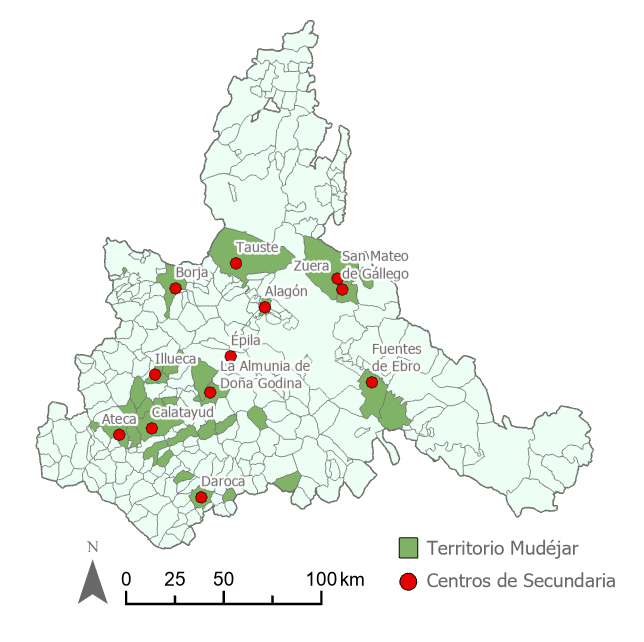 Tauste
San Mateo
de Gállego
Zuera
Borja
Alagón
Épila
Illueca
La Almunia de
Doña Godina
Fuentes
de Ebro
Ateca
Calatayud
Daroca
N
0 25 50 100 km
Territorio Mudéjar
Centros de Secundaria